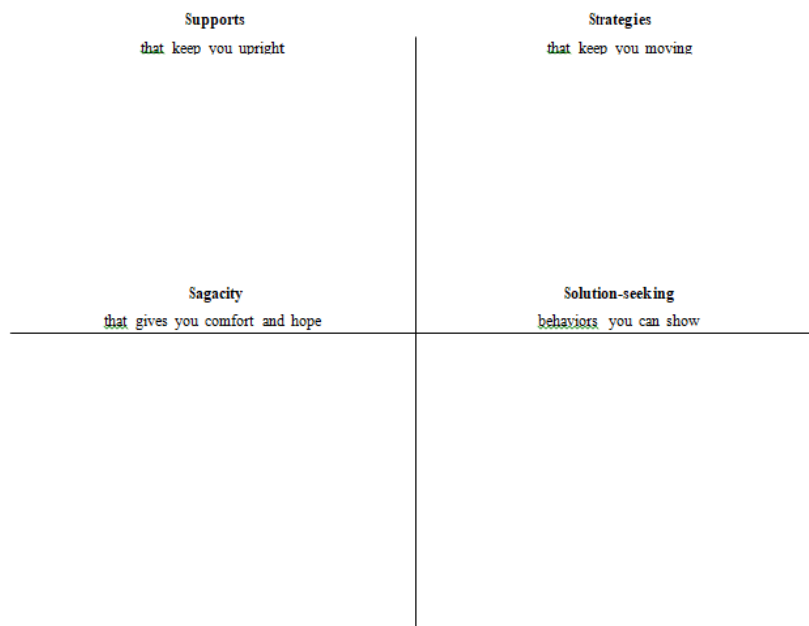 Supports
that keep you upright
Strategies
that keep you moving
Sagacity
that gives you comfort and hope
Solution-seeking
behaviors you can show